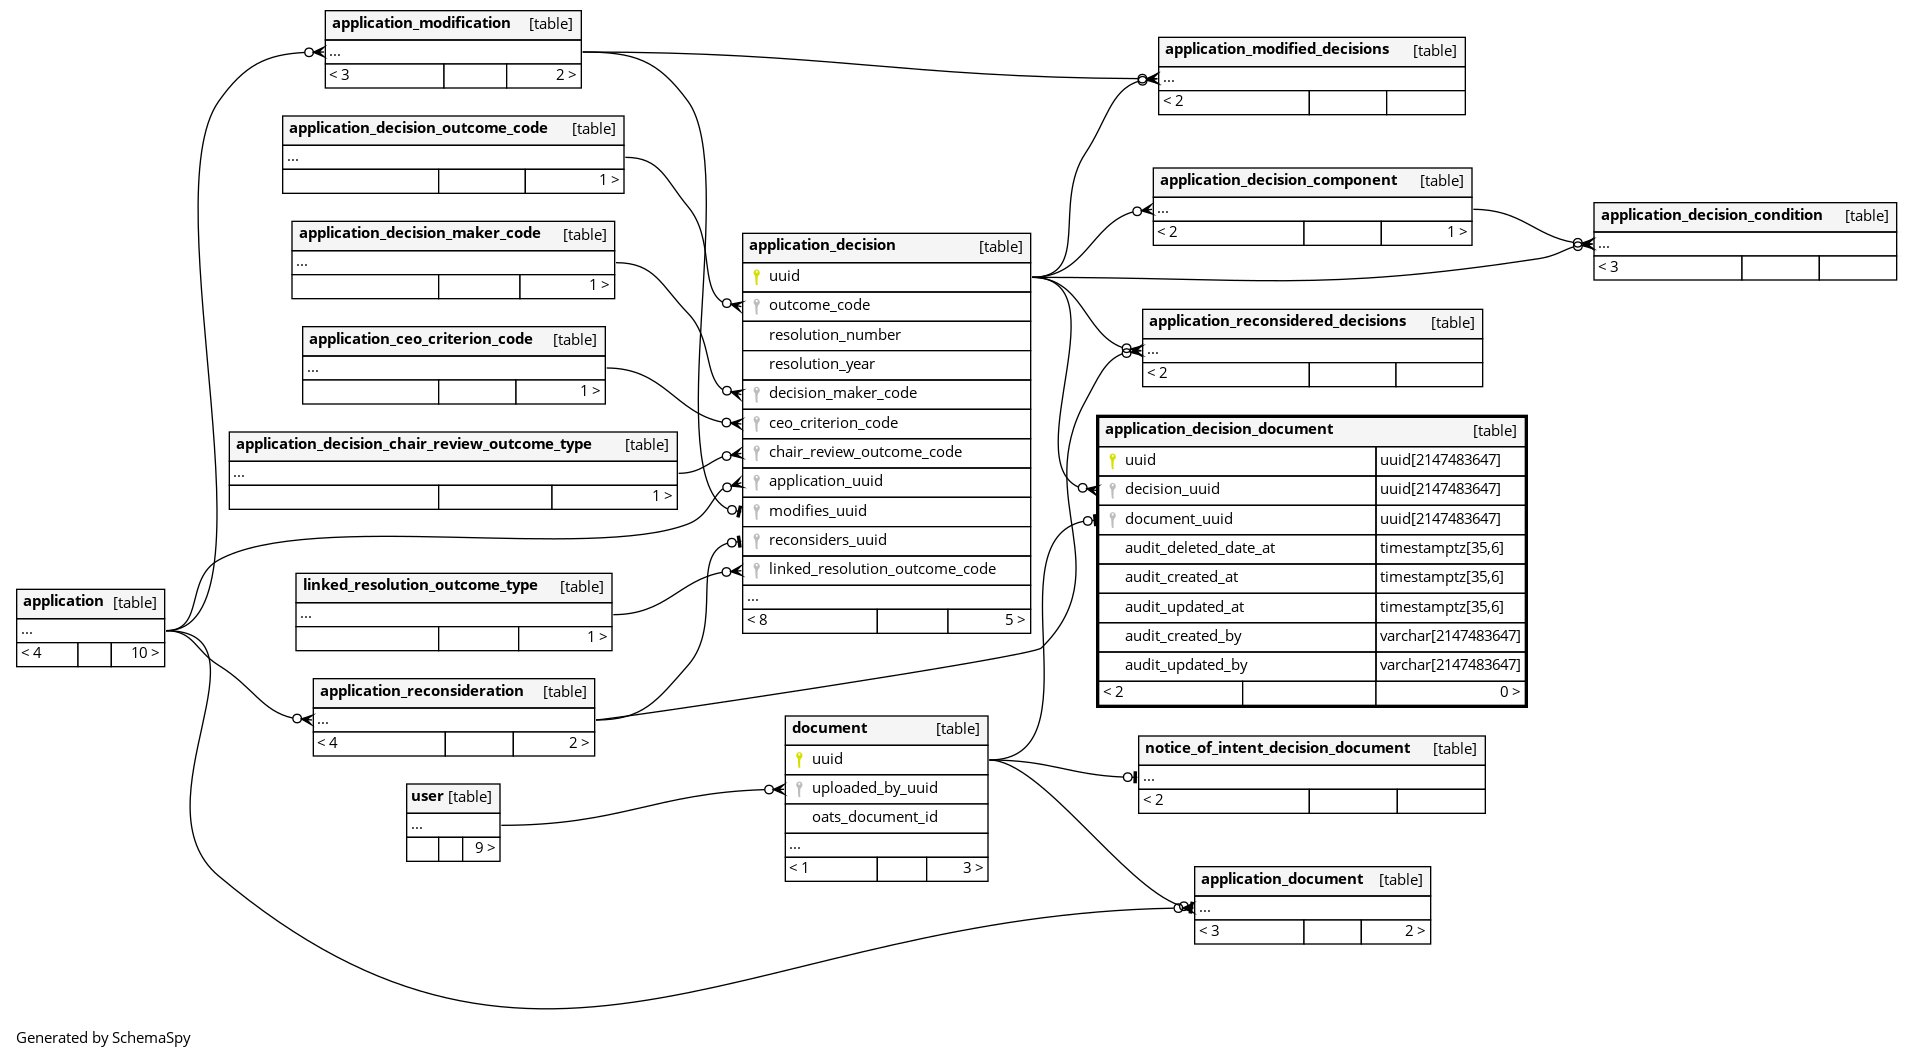 application_modification [table]
...
< 3 2 >
application_decision_outcome_code [table]
...
1 >
application_decision_maker_code [table]
...
1 >
application_ceo_criterion_code [table]
...
1 >
application_decision_chair_review_outcome_type [table]
...
1 >
application [table]
...
< 4 10 >
linked_resolution_outcome_type [table]
...
1 >
application_reconsideration [table]
...
< 4 2 >
user [table]
...
9 >
application_decision [table]
uuid
outcome_code
resolution_number
resolution_year
decision_maker_code
ceo_criterion_code
chair_review_outcome_code
application_uuid
modifies_uuid
reconsiders_uuid
linked_resolution_outcome_code
...
< 8 5 >
document [table]
uuid
uploaded_by_uuid
oats_document_id
...
< 1 3 >
application_modified_decisions [table]
...
< 2
application_decision_component [table]
...
< 2 1 >
application_decision_condition [table]
...
< 3
application_reconsidered_decisions [table]
...
< 2
application_decision_document [table]
uuid uuid[2147483647]
decision_uuid uuid[2147483647]
document_uuid uuid[2147483647]
audit_deleted_date_at timestamptz[35,6]
audit_created_at timestamptz[35,6]
audit_updated_at timestamptz[35,6]
audit_created_by varchar[2147483647]
audit_updated_by varchar[2147483647]
< 2 0 >
notice_of_intent_decision_document [table]
...
< 2
application_document [table]
...
< 3 2 >
Generated by SchemaSpy